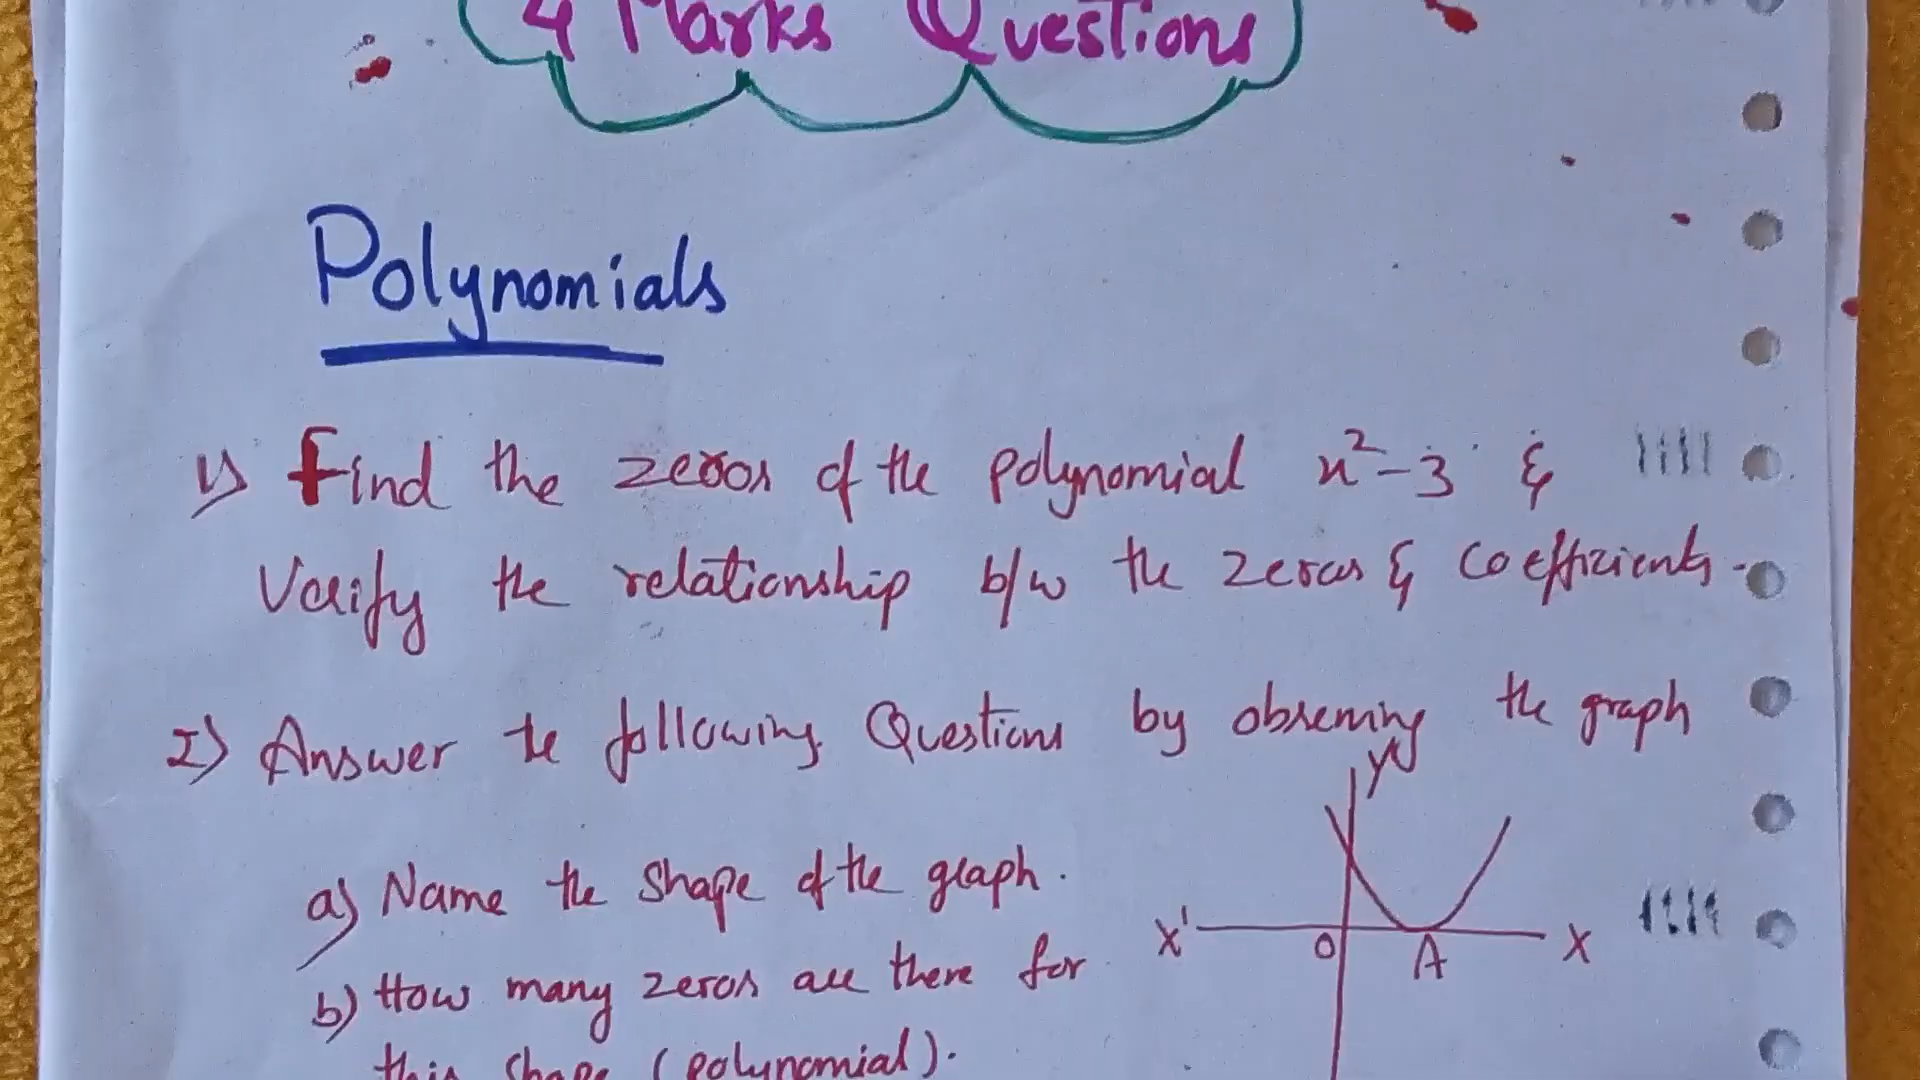 4 Marks Questions
Polynomials
1) Find the zeros of the polynomial x²-3 &
Verify the relationship b/w the zeros & coefficients.
2) Answer the following Questions by observing the graph
Y
a) Name the shape of the graph.
X' O A X
b) How many zeros are there for
this shape (polynomial).